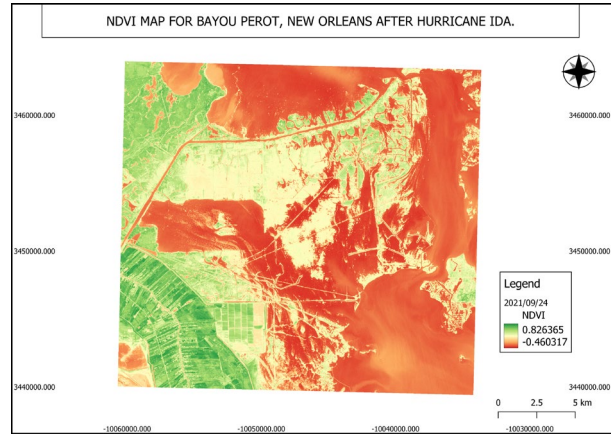 NDVI MAP FOR BAYOU PEROT, NEW ORLEANS AFTER HURRICANE IDA.
3460000.000
3460000.000
3450000.000
3450000.000
Legend
2021/09/24
NDVI
0.826365
-0.460317
3440000.000
3440000.000
0 2.5 5 km
-10060000.000 -10050000.000 -10040000.000 -10030000.000